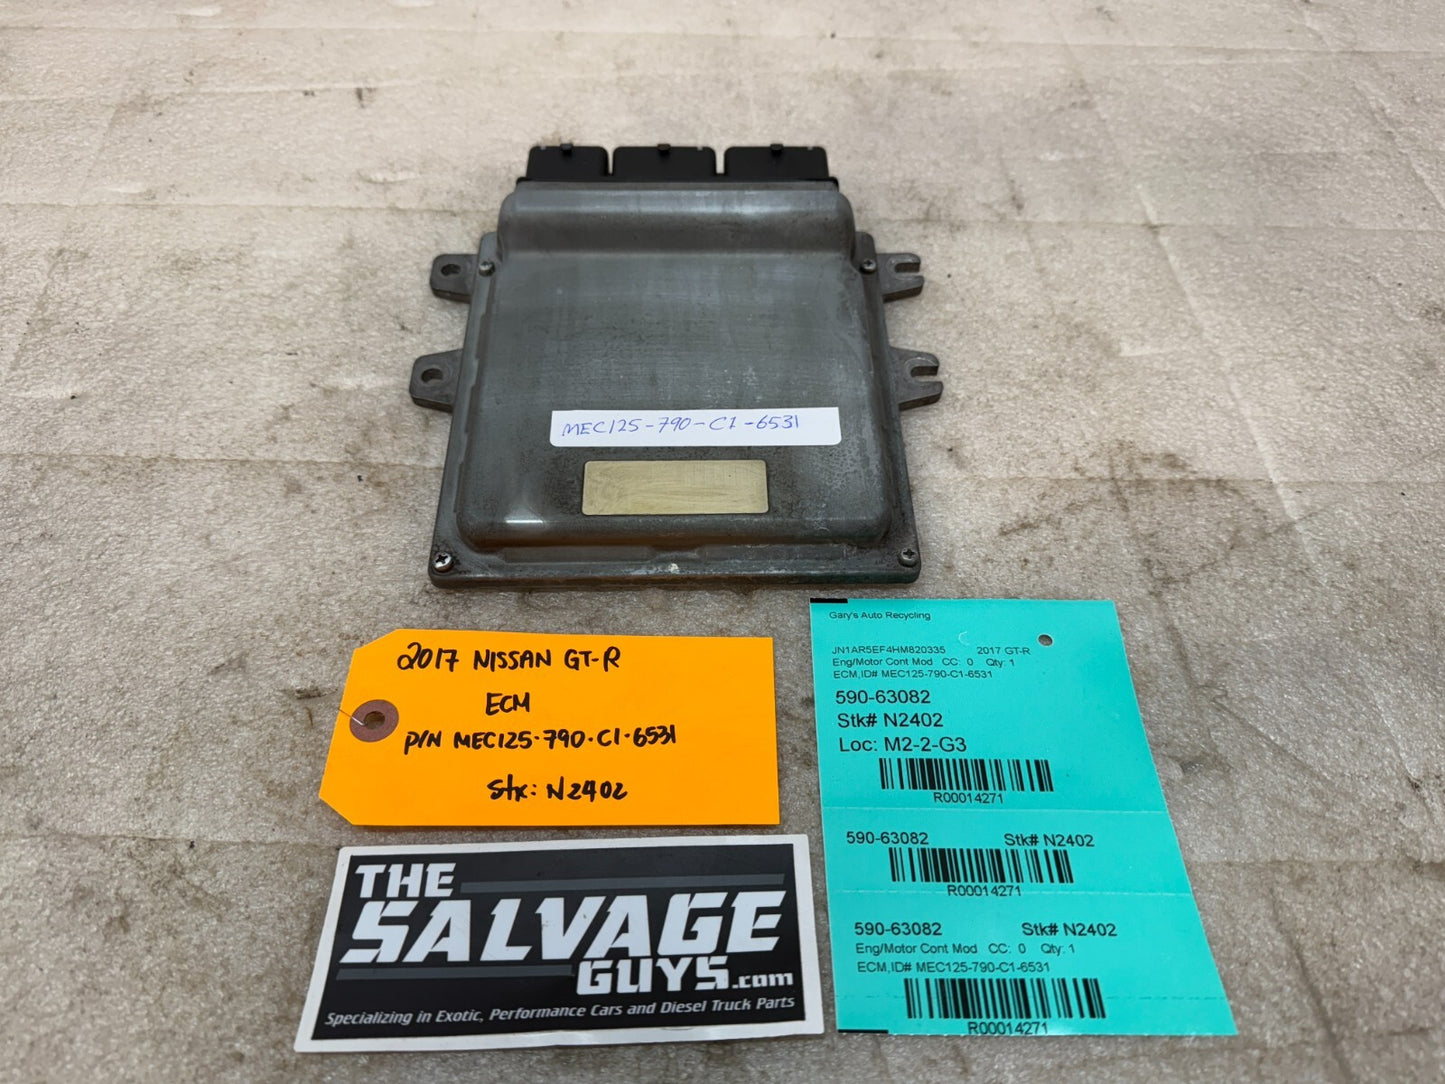 MEC125-790-C1-6531
2017 NISSAN GT-R
ECM
P/N MEC125-790-C1-6531
Stk: N2402
Gary's Auto Recycling
JN1AR5EF4HM820335 2017 GT-R
Eng/Motor Cont Mod CC: 0 Qty: 1
ECM,ID# MEC125-790-C1-6531
590-63082
Stk# N2402
Loc: M2-2-G3
R00014271
590-63082 Stk# N2402
R00014271
590-63082 Stk# N2402
Eng/Motor Cont Mod CC: 0 Qty: 1
ECM,ID# MEC125-790-C1-6531
R00014271
THE
SALVAGE
GUYS.com
Specializing in Exotic, Performance Cars and Diesel Truck Parts